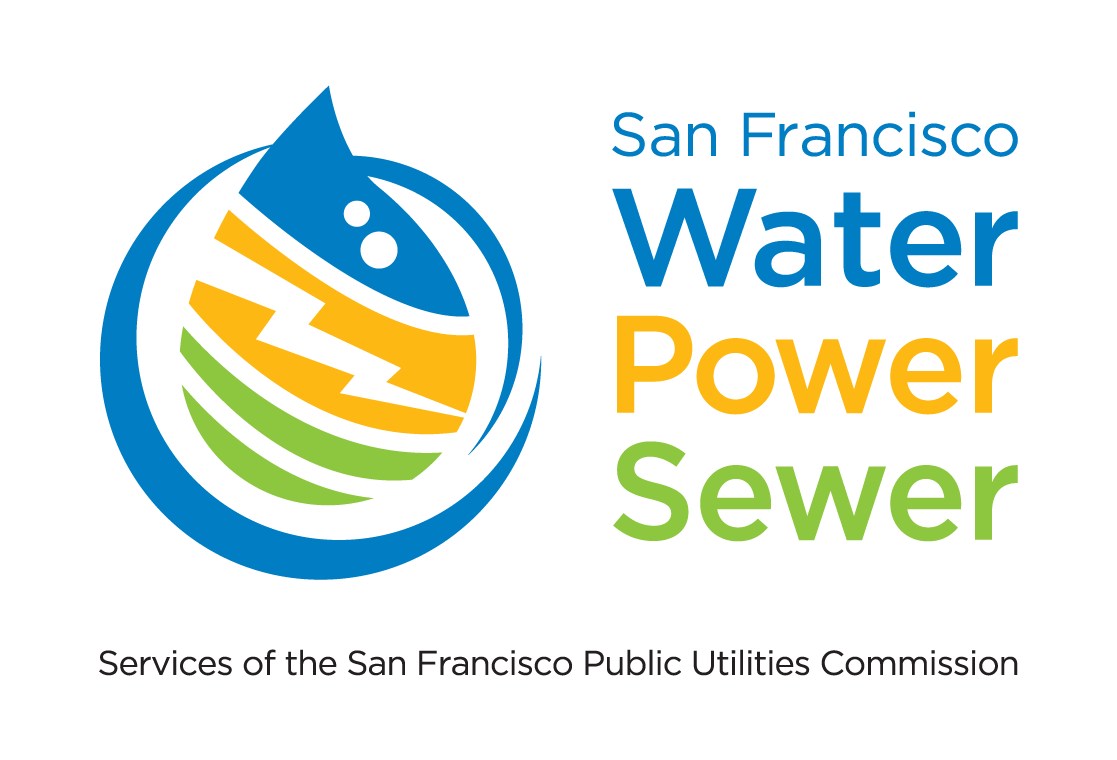 San Francisco
Water
Power
Sewer
Services of the San Francisco Public Utilities Commission